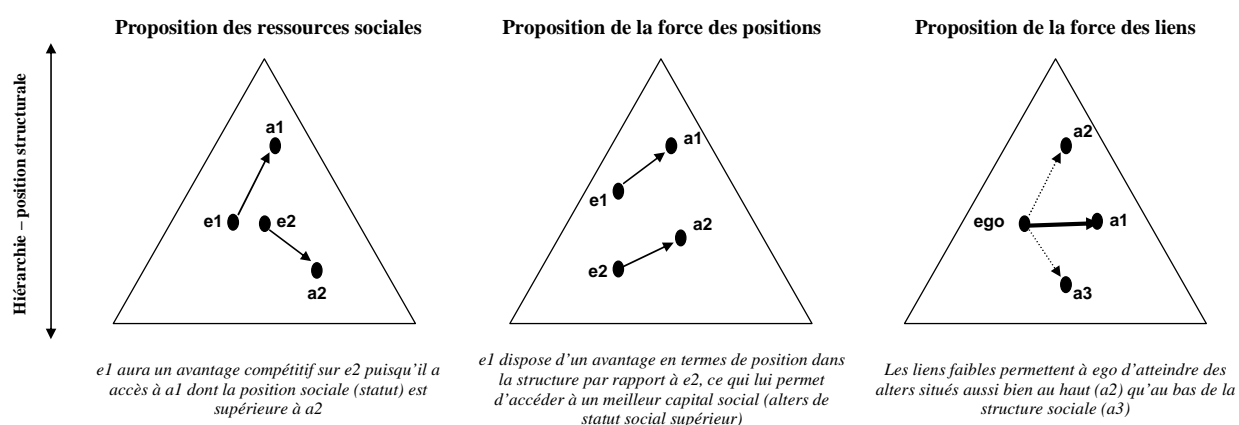 Proposition des ressources sociales
Proposition de la force des positions
Proposition de la force des liens
Hiérarchie – position structurale
a1
e1
e2
a2
a1
e1
a2
e2
a2
ego
a1
a3
e1 aura un avantage compétitif sur e2 puisqu'il a
accès à a1 dont la position sociale (statut) est
supérieure à a2
e1 dispose d'un avantage en termes de position dans
la structure par rapport à e2, ce qui lui permet
d'accéder à un meilleur capital social (alters de
statut social supérieur)
Les liens faibles permettent à ego d'atteindre des
alters situés aussi bien au haut (a2) qu'au bas de la
structure sociale (a3)